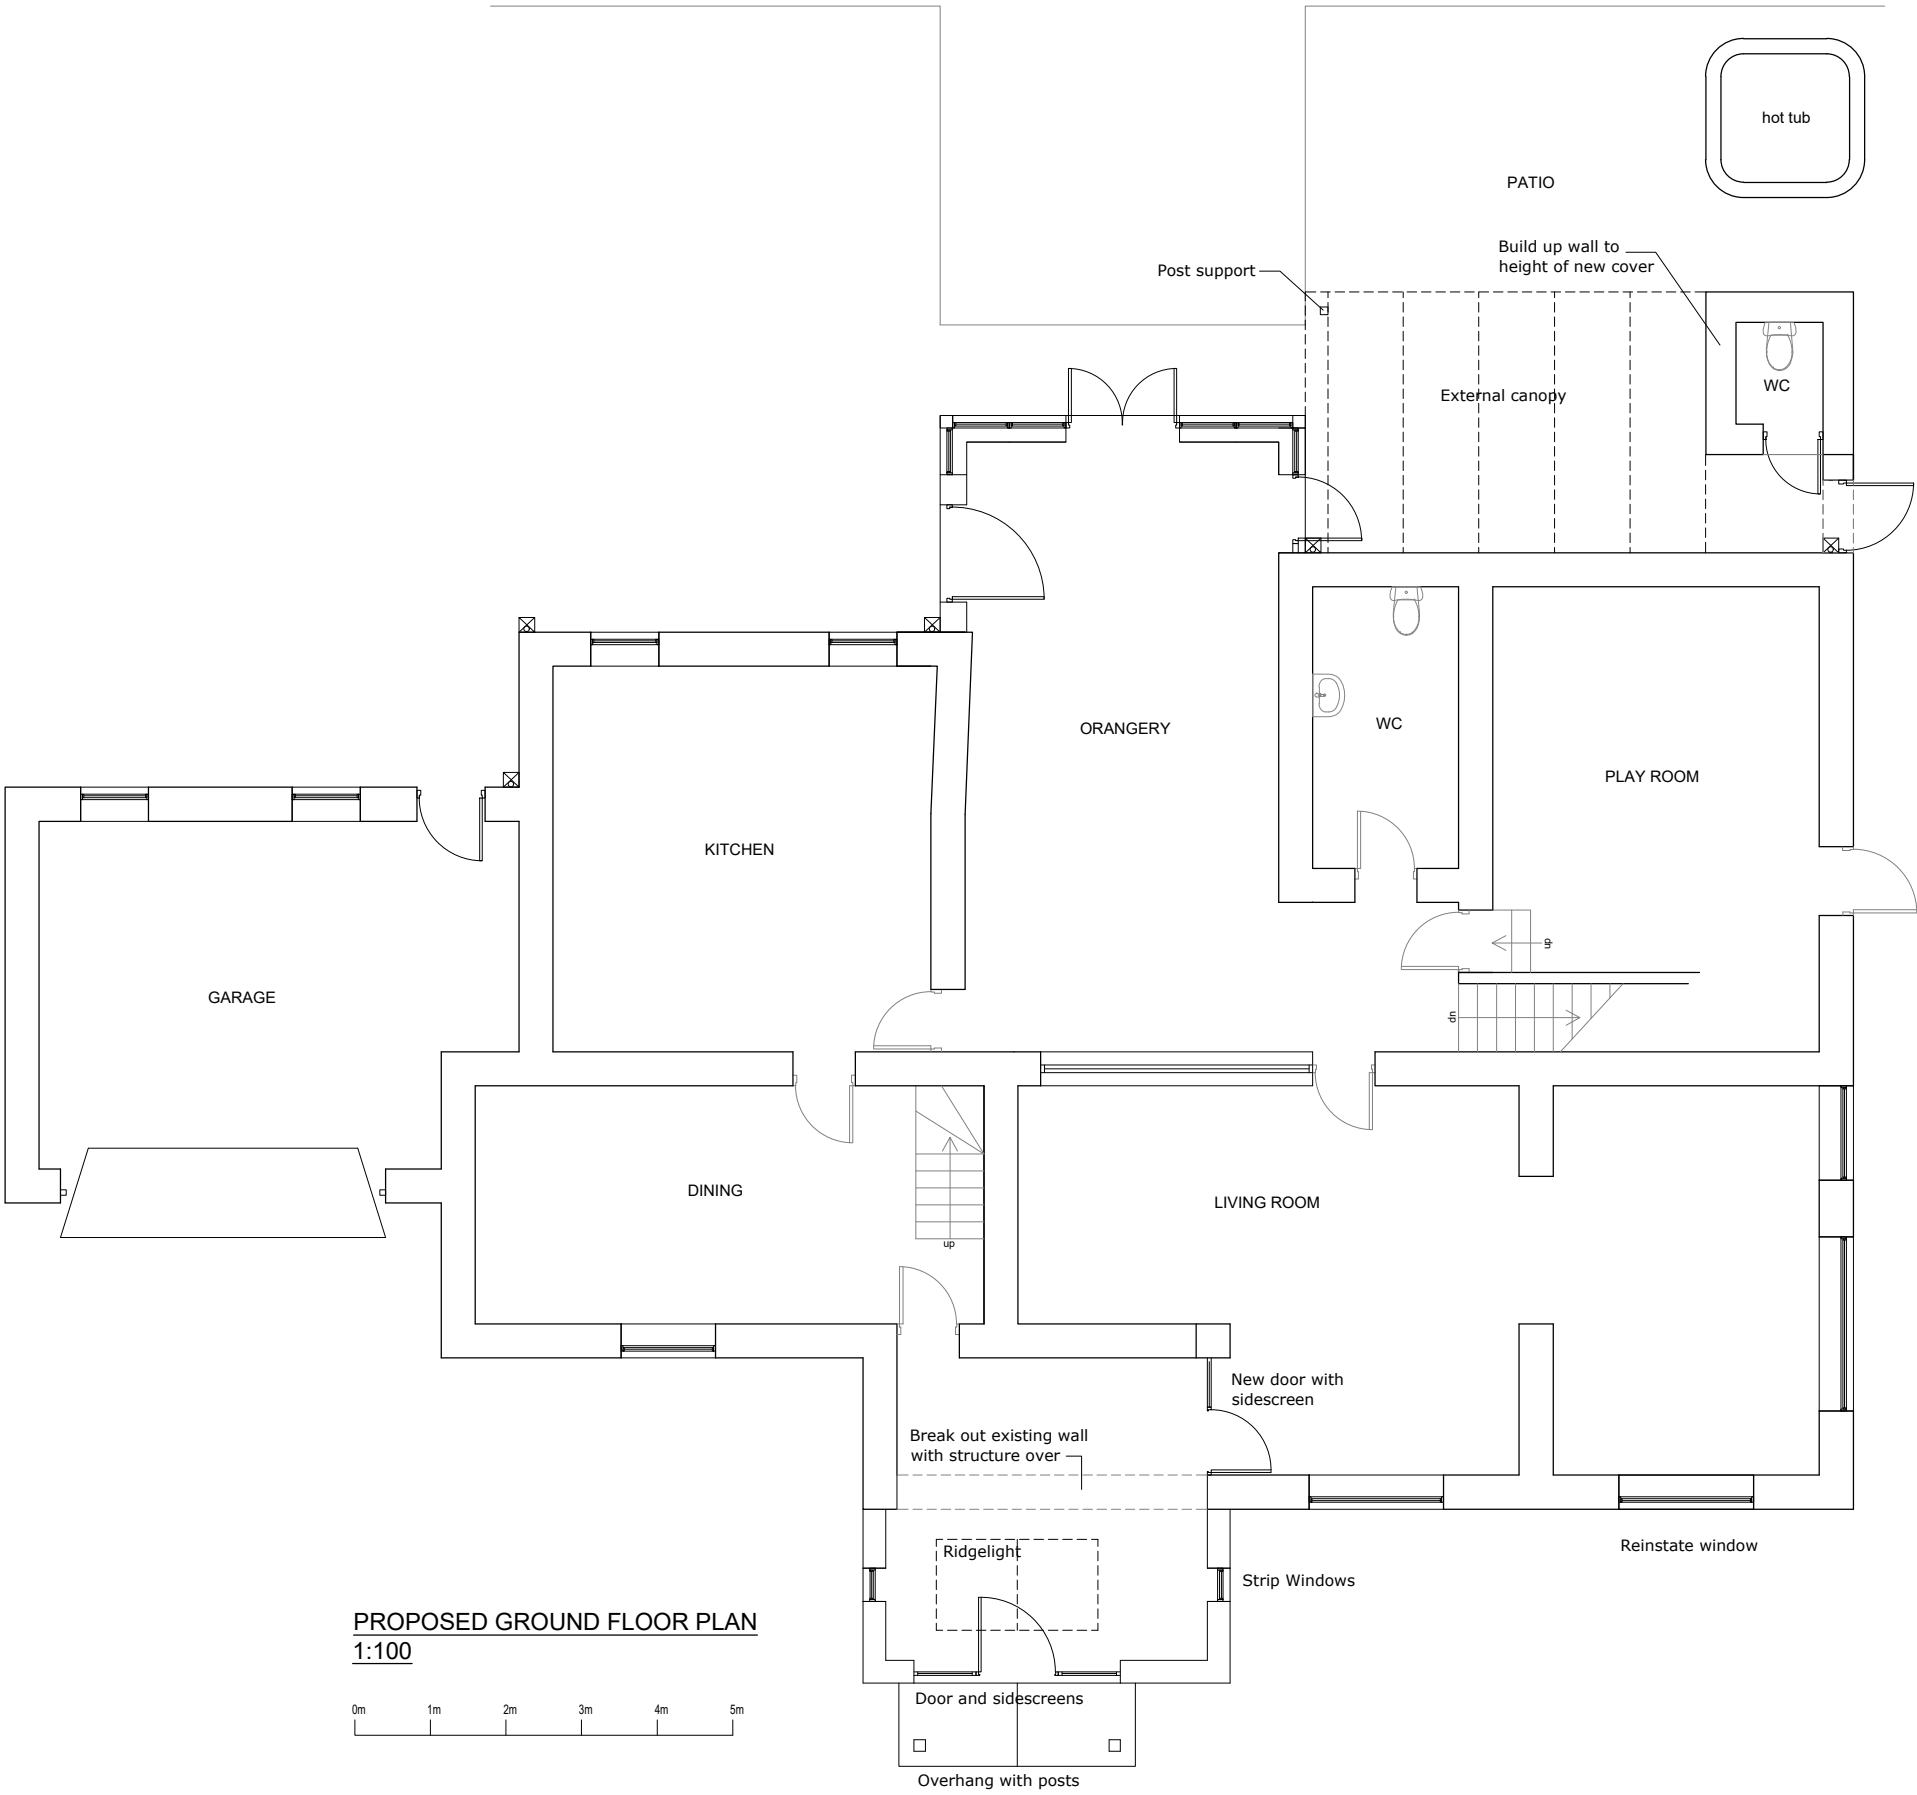 hot tub
PATIO
Build up wall to
height of new cover
Post support
WC
External canopy
ORANGERY
WC
PLAY ROOM
KITCHEN
dn
GARAGE
dn
DINING
LIVING ROOM
up
New door with
sidescreen
Break out existing wall
with structure over
Ridgelight
Reinstate window
Strip Windows
PROPOSED GROUND FLOOR PLAN
1:100
Door and sidescreens
0m 1m 2m 3m 4m 5m
Overhang with posts